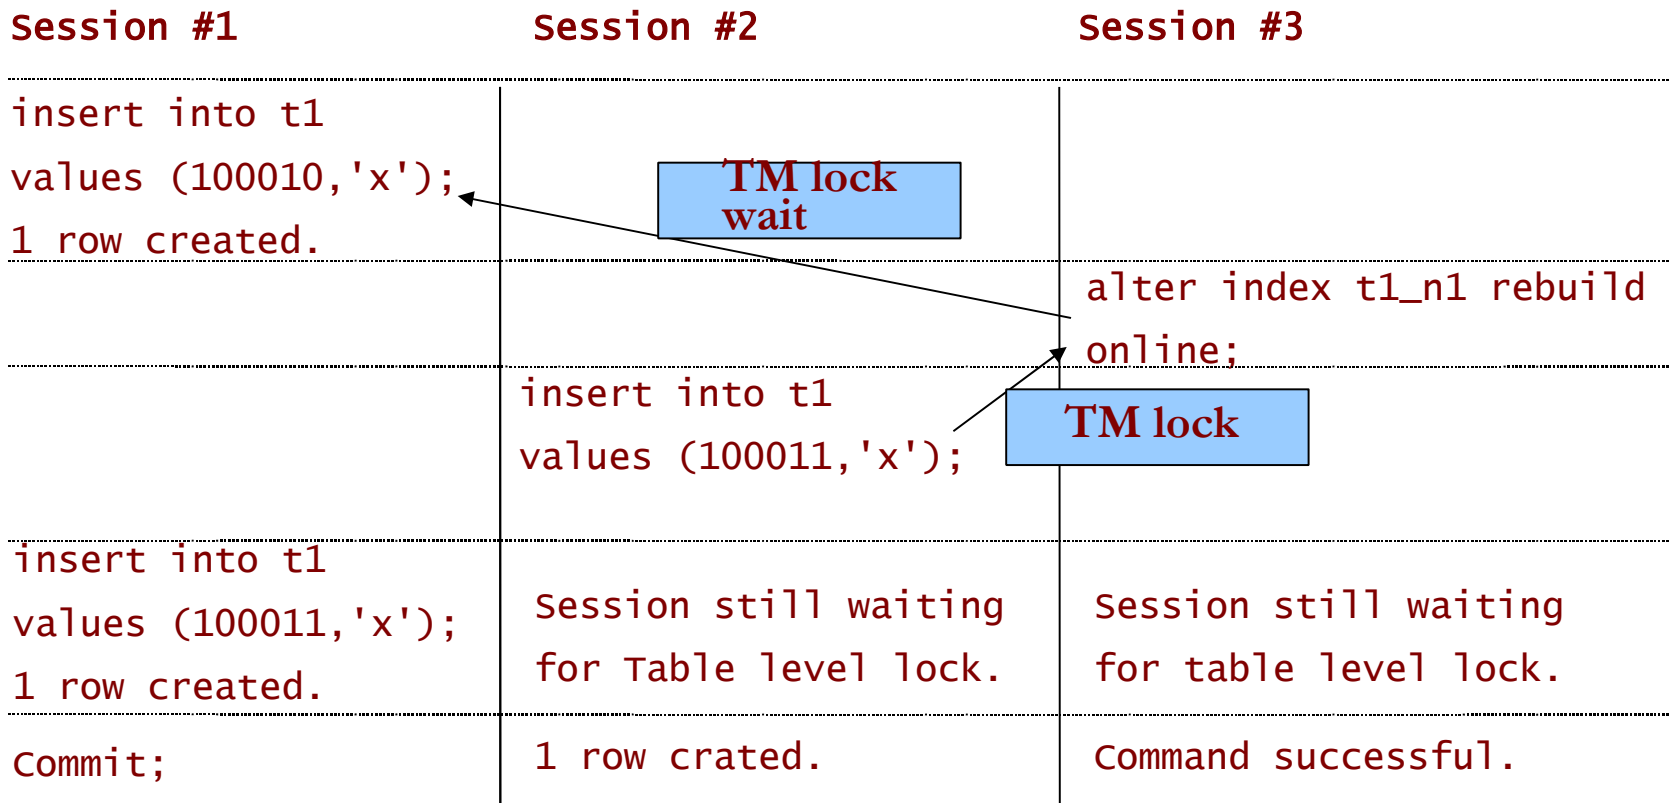 Session #1
Session #2
Session #3
insert into t1
values (100010,'x');
1 row created.
TM lock
wait
alter index t1_n1 rebuild
online;
insert into t1
values (100011,'x');
TM lock
insert into t1
values (100011,'x');
1 row created.
Session still waiting
for Table level lock.
Session still waiting
for table level lock.
Commit;
1 row crated.
Command successful.